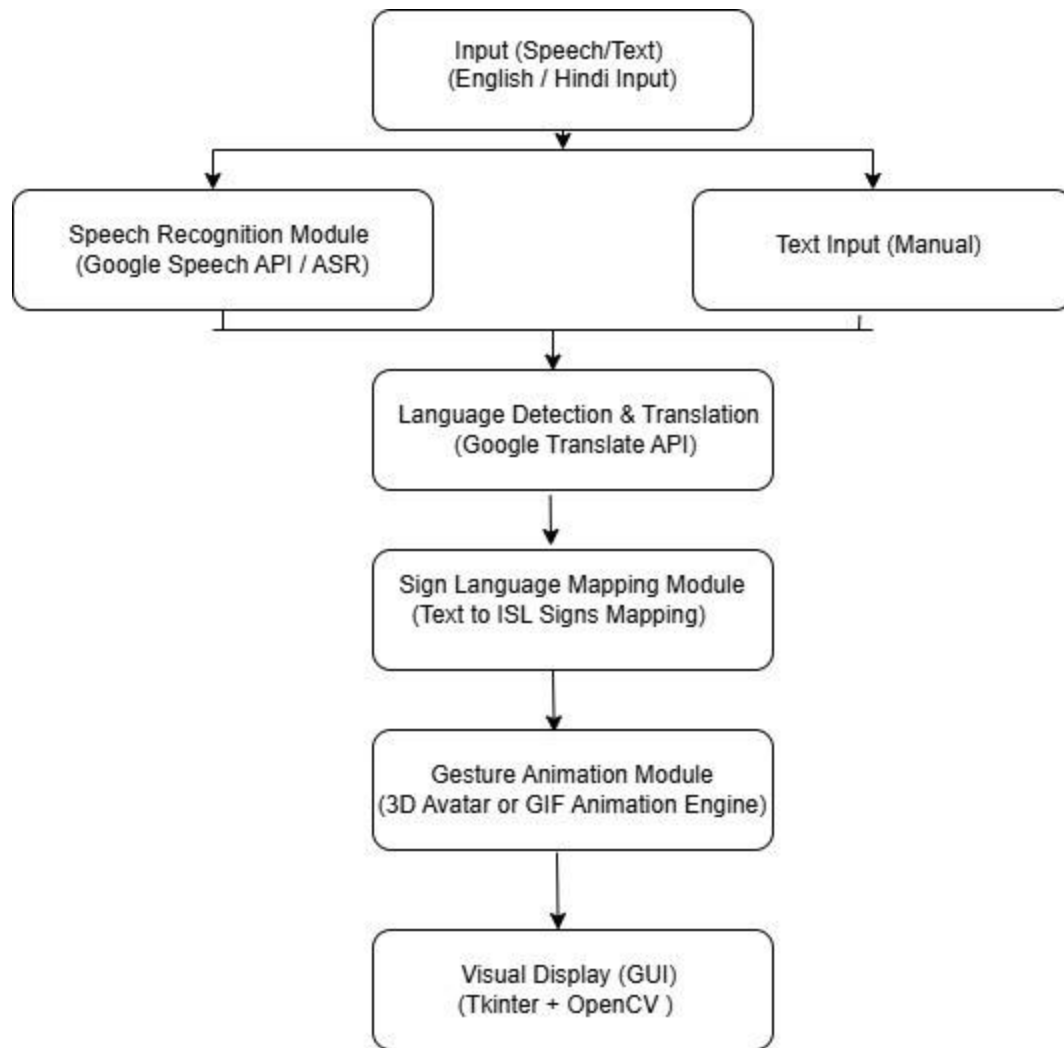 Input (Speech/Text)
(English / Hindi Input)
Speech Recognition Module
(Google Speech API / ASR)
Text Input (Manual)
Language Detection & Translation
(Google Translate API)
Sign Language Mapping Module
(Text to ISL Signs Mapping)
Gesture Animation Module
(3D Avatar or GIF Animation Engine)
Visual Display (GUI)
(Tkinter + OpenCV )